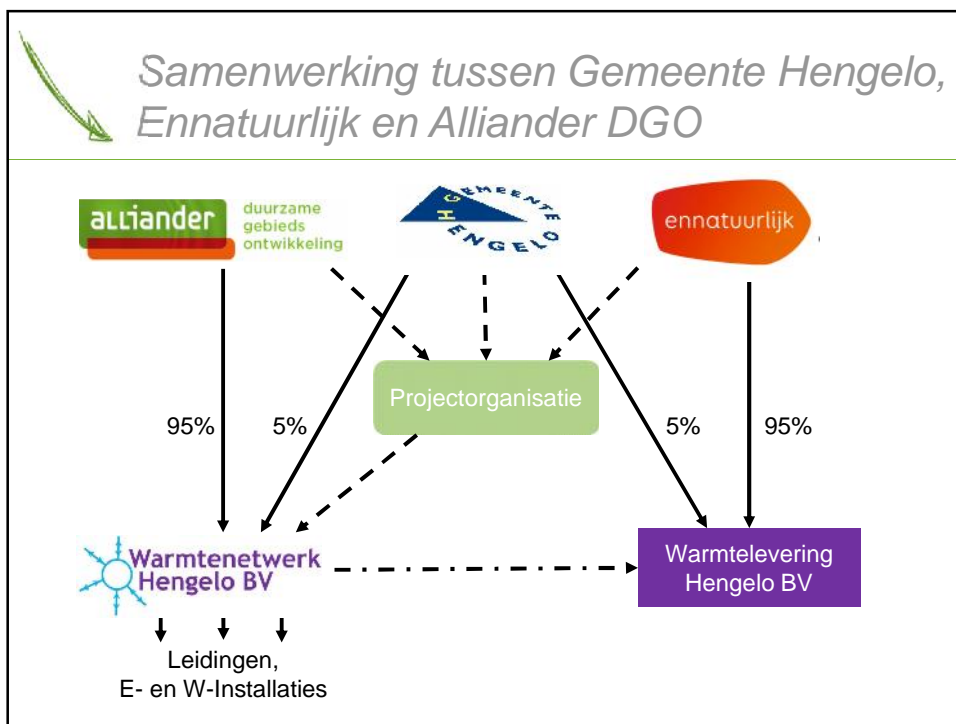 Samenwerking tussen Gemeente Hengelo,
Ennatuurlijk en Alliander DGO
alliander
duurzame
gebieds
ontwikkeling
GEMEENTE
HENGELO
ennatuurlijk
Projectorganisatie
95%
5%
5%
95%
Warmtenetwerk
Hengelo BV
Warmtelevering
Hengelo BV
Leidingen,
E- en W-Installaties